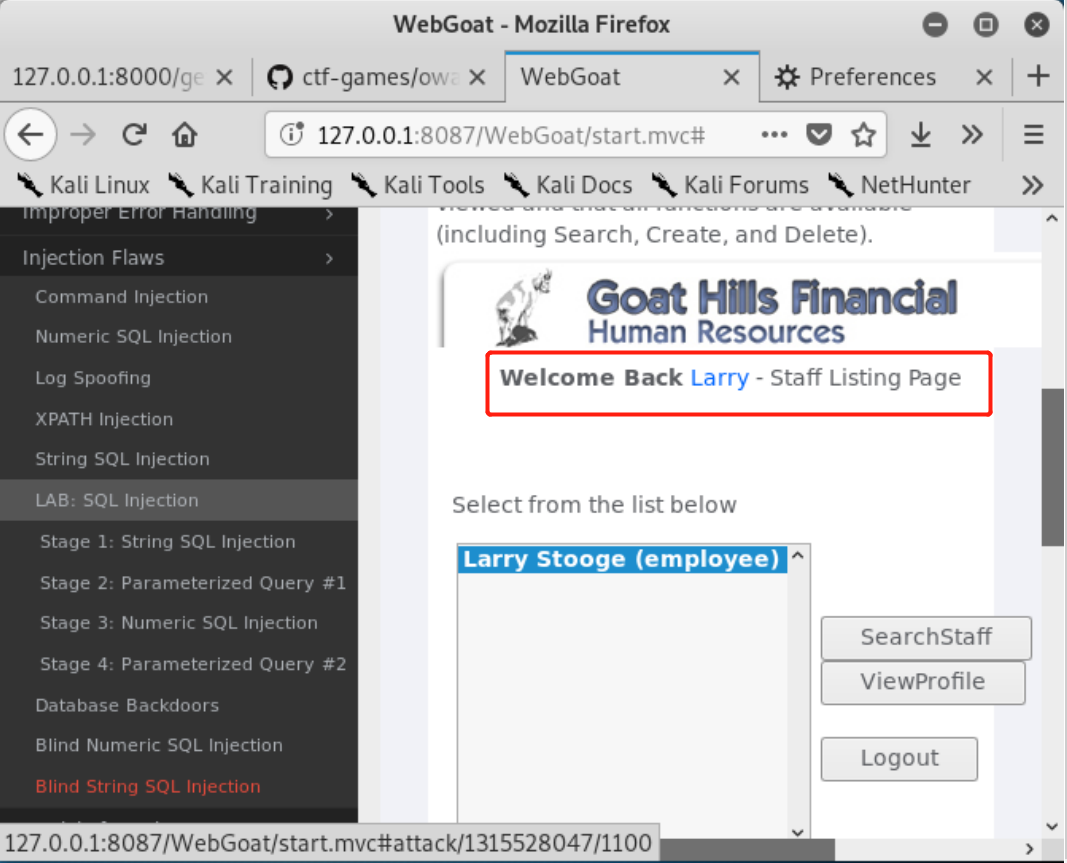 WebGoat - Mozilla Firefox
127.0.0.1:8000/ge
ctf-games/owa
WebGoat
Preferences
127.0.0.1:8087/WebGoat/start.mvc#
Kali Linux
Kali Training
Kali Tools
Kali Docs
Kali Forums
NetHunter
Improper Error Handling
Injection Flaws
Command Injection
Numeric SQL Injection
Log Spoofing
XPATH Injection
String SQL Injection
LAB: SQL Injection
Stage 1: String SQL Injection
Stage 2: Parameterized Query #1
Stage 3: Numeric SQL Injection
Stage 4: Parameterized Query #2
Database Backdoors
Blind Numeric SQL Injection
Blind String SQL Injection
viewed and that all functions are available
(including Search, Create, and Delete).
Goat Hills Financial
Human Resources
Welcome Back Larry - Staff Listing Page
Select from the list below
Larry Stooge (employee)
SearchStaff
ViewProfile
Logout
127.0.0.1:8087/WebGoat/start.mvc#attack/1315528047/1100